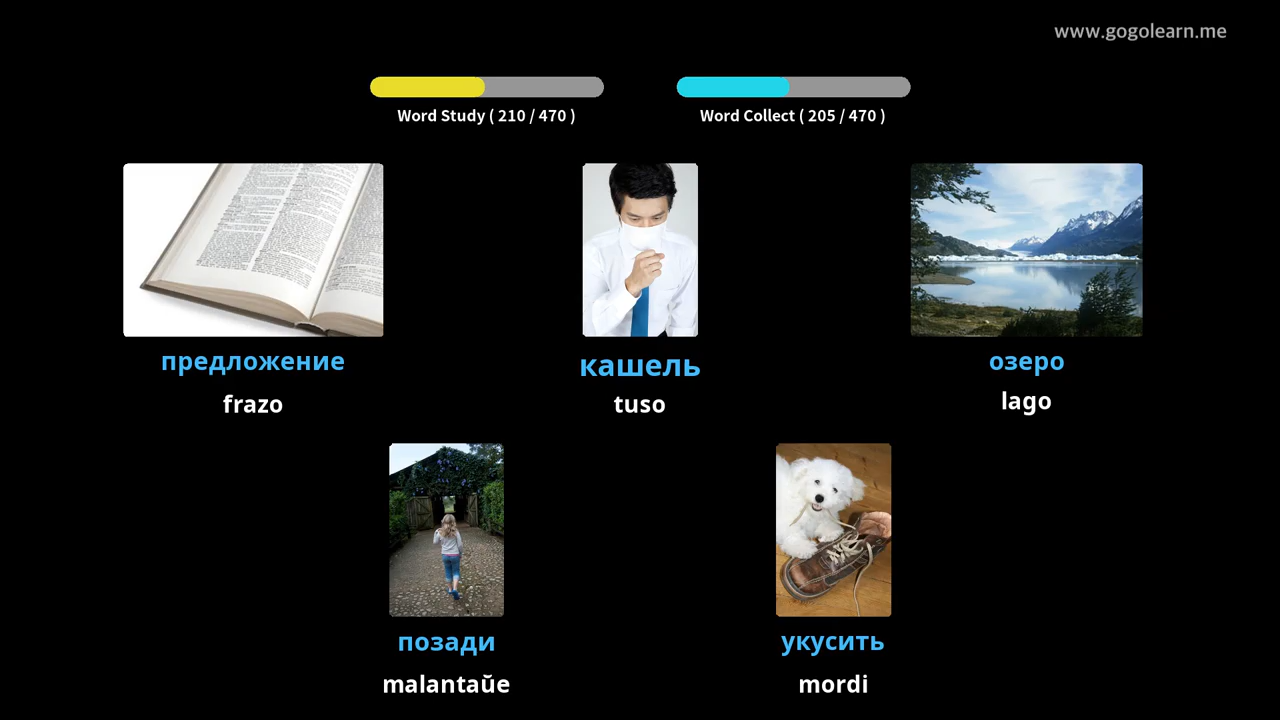 www.gogolearn.me
Word Study ( 210 / 470 )
Word Collect ( 205 / 470 )
предложение
frazo
кашель
tuso
озеро
lago
позади
malantaŭe
укусить
mordi